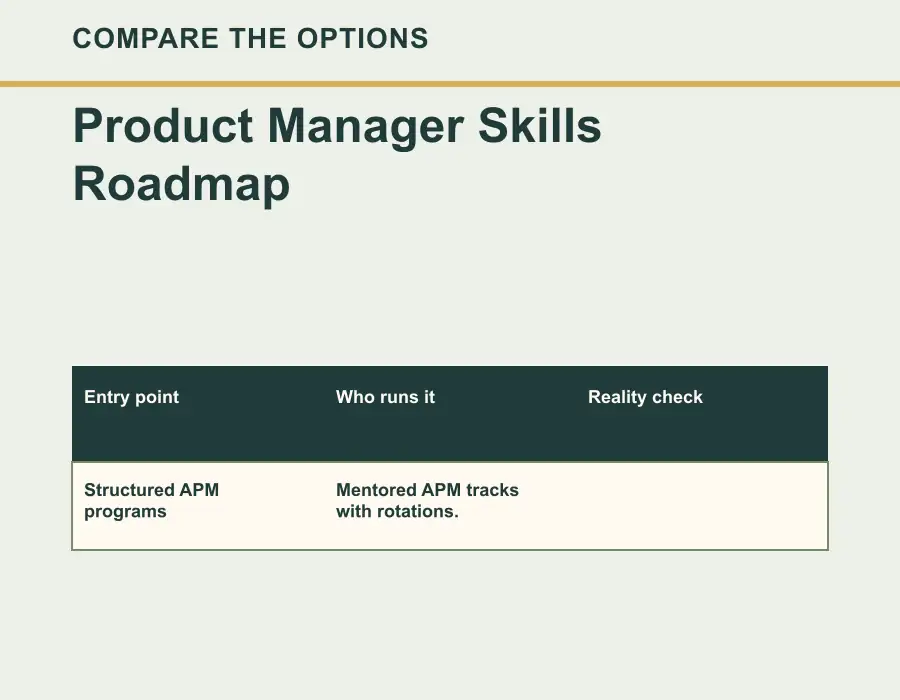 COMPARE THE OPTIONS
Product Manager Skills
Roadmap
Entry point
Who runs it
Reality check
Structured APM
programs
Mentored APM tracks
with rotations.